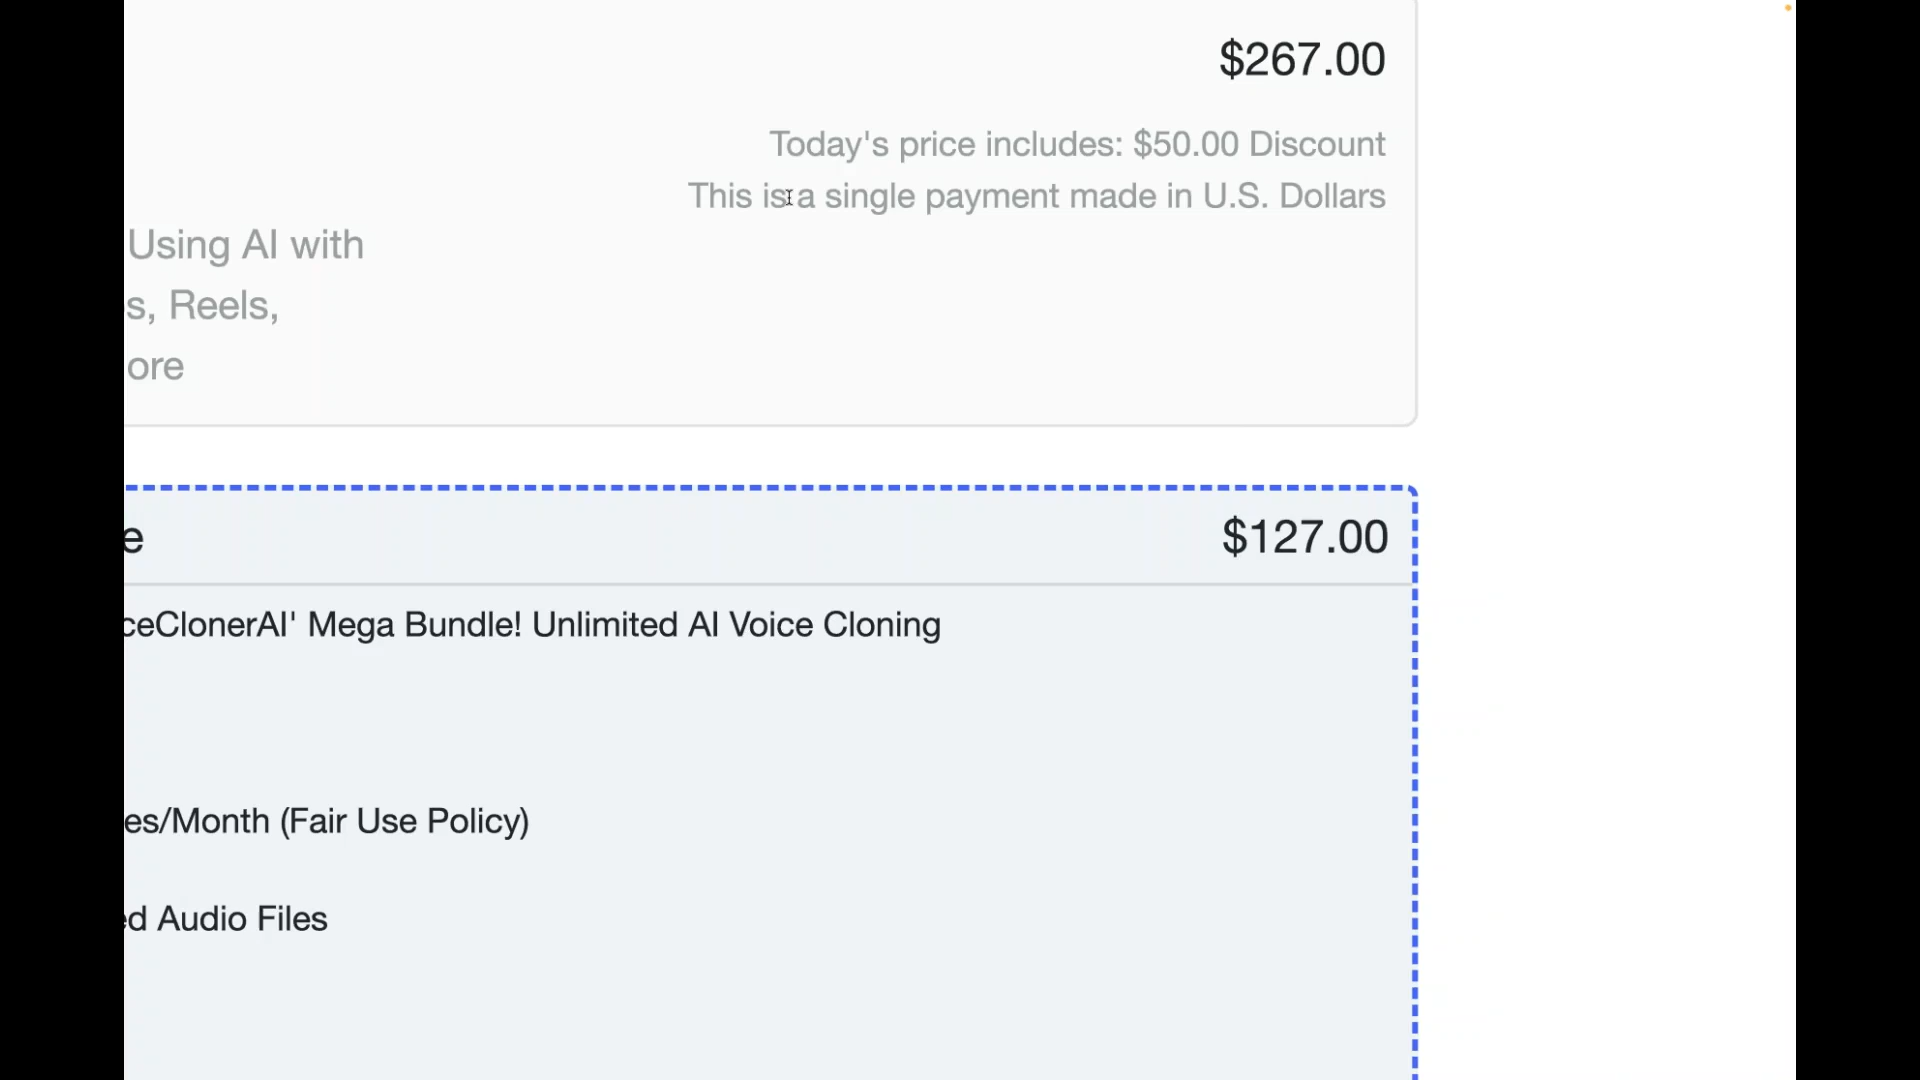 $267.00
Today's price includes: $50.00 Discount
This is a single payment made in U.S. Dollars
Using AI with
s, Reels,
ore
e
$127.00
ceClonerAI' Mega Bundle! Unlimited AI Voice Cloning
es/Month (Fair Use Policy)
ed Audio Files